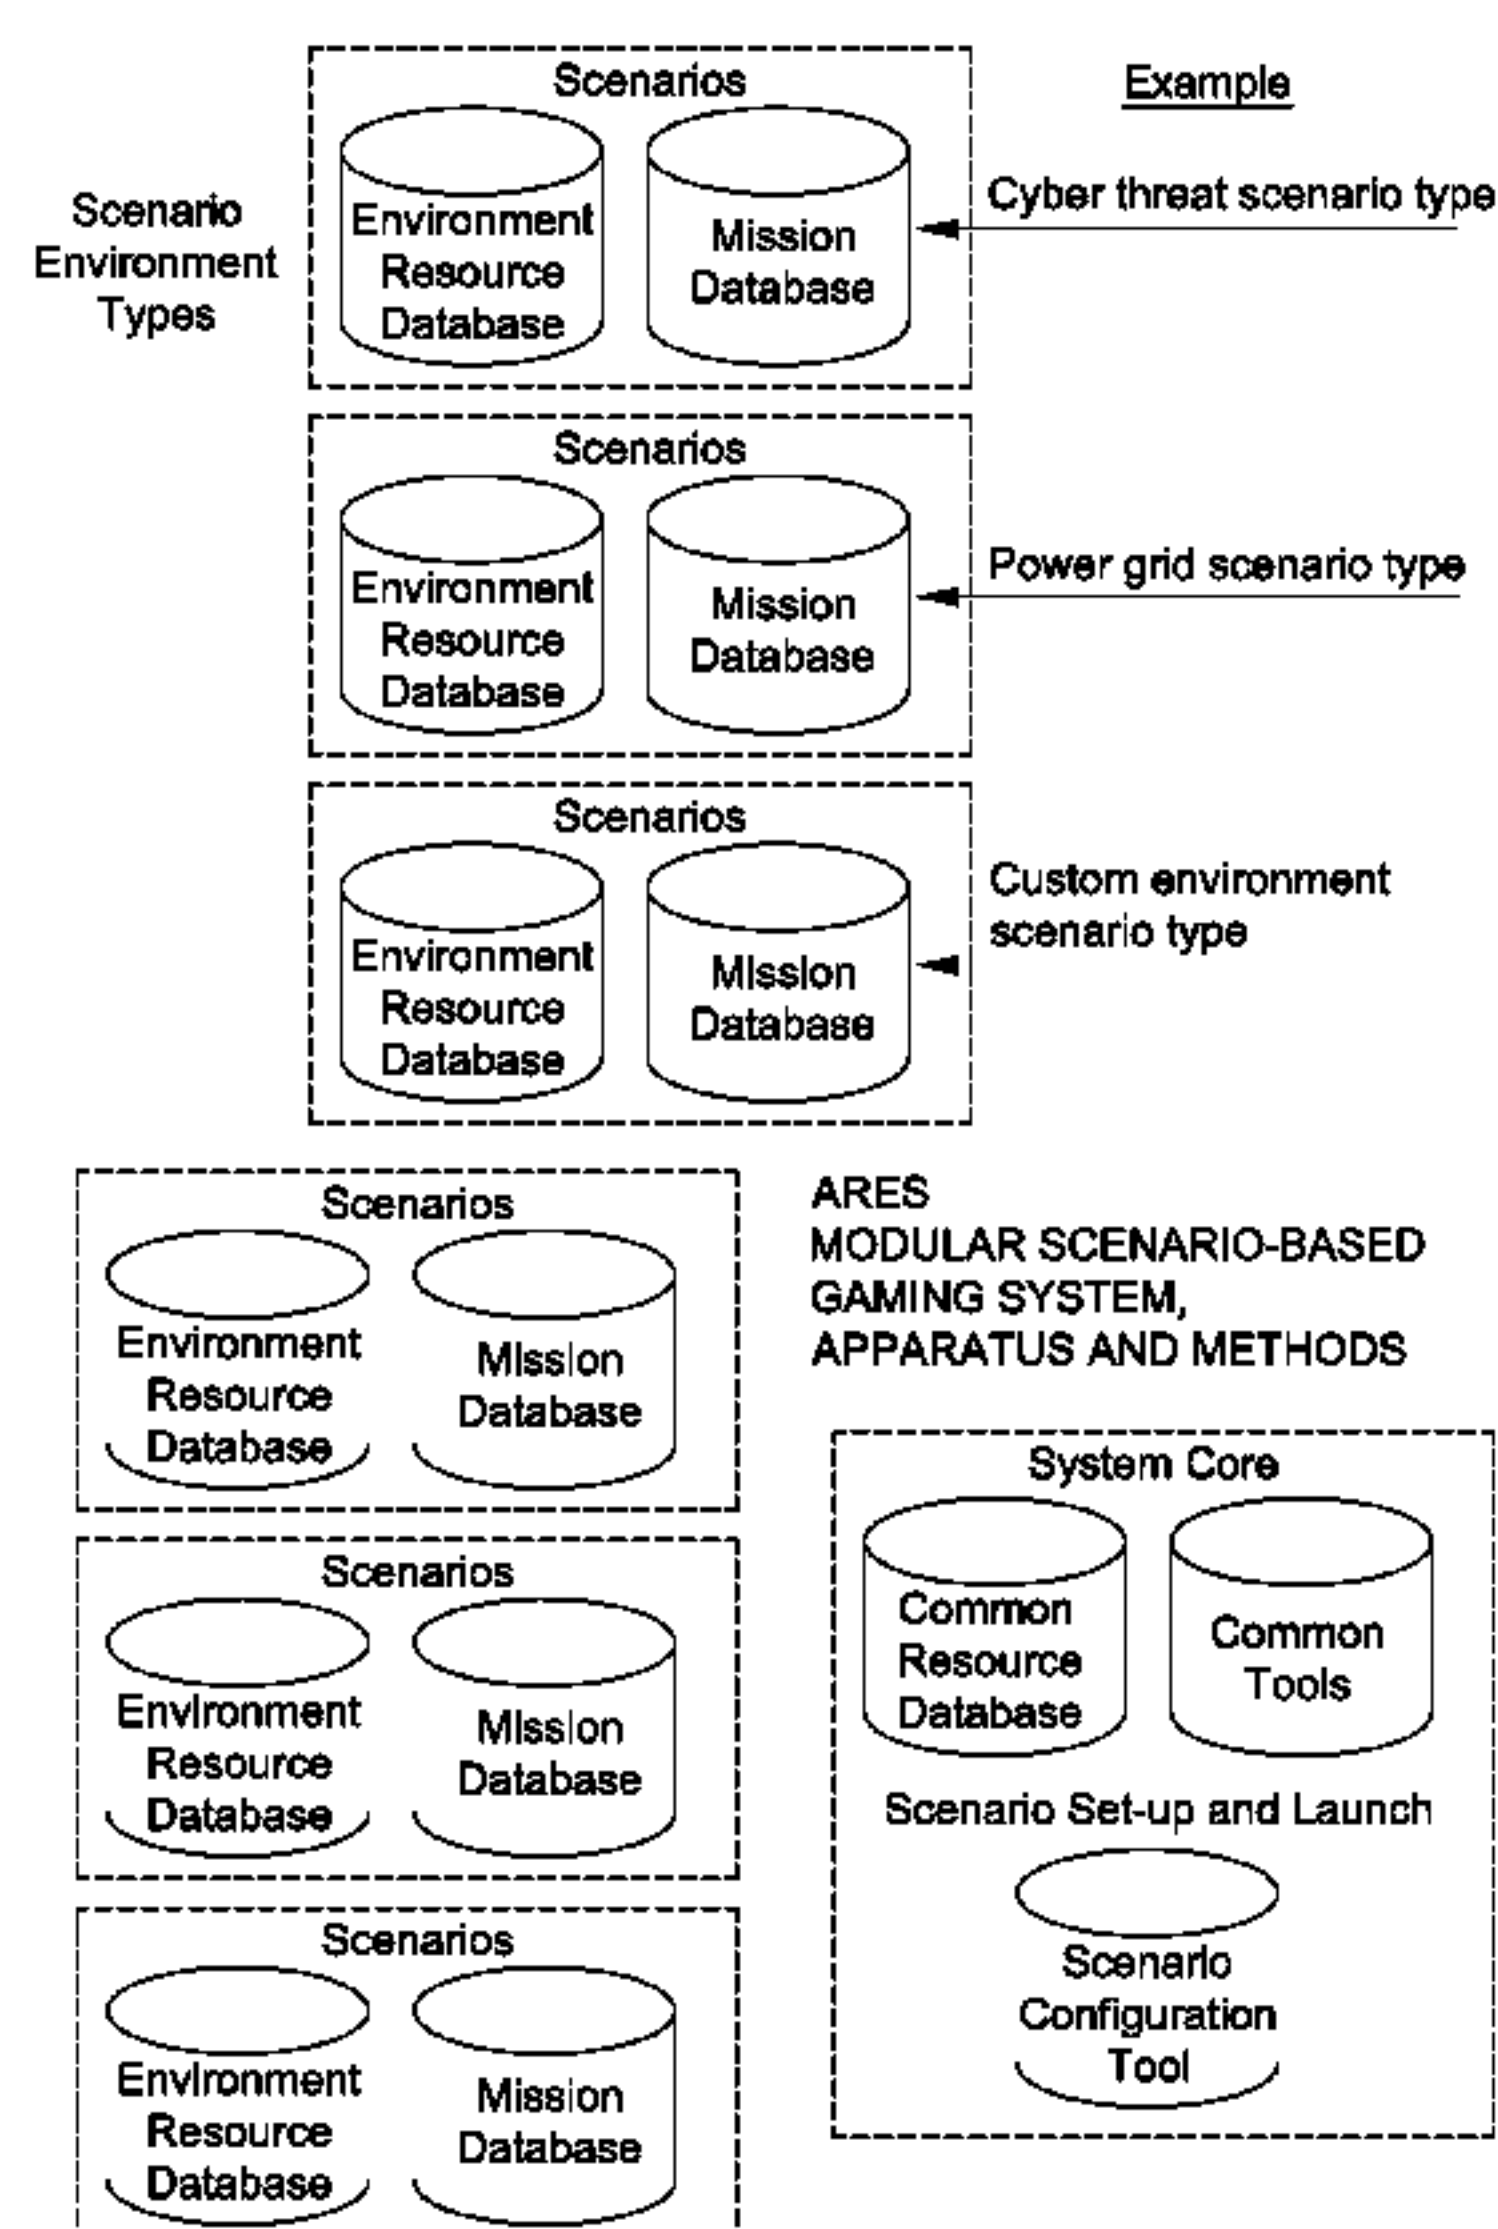 Scenarios
Example
Scenario
Environment
Types
Environment
Resource
Database
Mission
Database
Cyber threat scenario type
Scenarios
Environment
Resource
Database
Mission
Database
Power grid scenario type
Scenarios
Environment
Resource
Database
Mission
Database
Custom environment
scenario type
Scenarios
Environment
Resource
Database
Mission
Database
ARES
MODULAR SCENARIO-BASED
GAMING SYSTEM,
APPARATUS AND METHODS
Scenarios
Environment
Resource
Database
Mission
Database
System Core
Common
Resource
Database
Common
Tools
Scenario Set-up and Launch
Scenario
Configuration
Tool
Scenarios
Environment
Resource
Database
Mission
Database